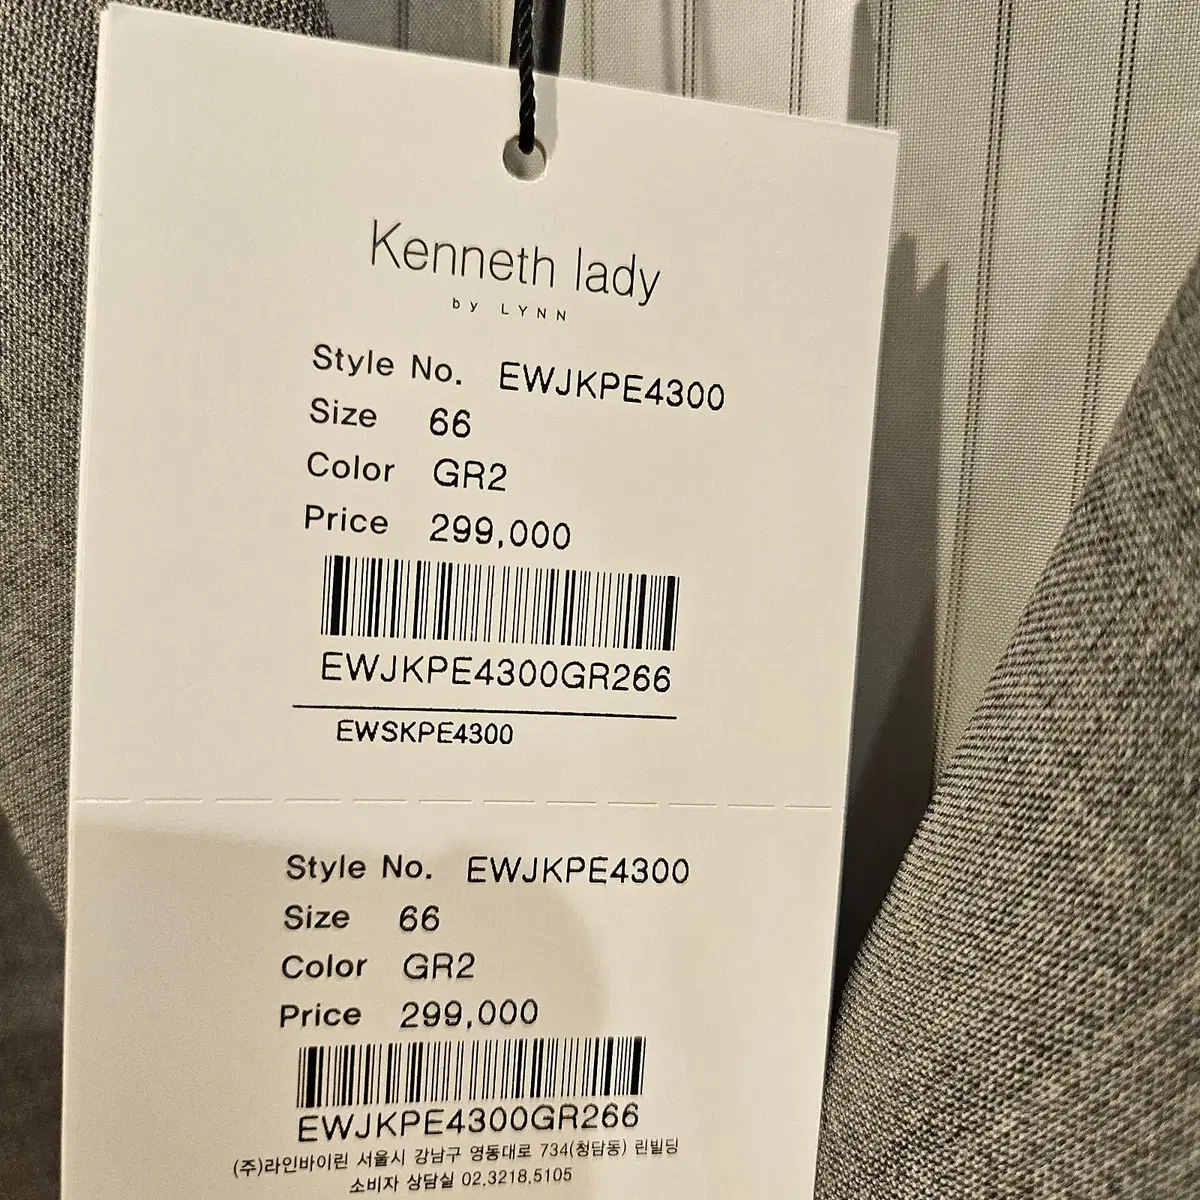 Kenneth lady
by LYNN
Style No. EWJKPE4300
Size 66
Color GR2
Price 299,000
EWJKPE4300GR266
EWSKPE4300
Style No. EWJKPE4300
Size 66
Color GR2
Price 299,000
EWJKPE4300GR266
(주)라인바이린 서울시 강남구 영동대로 734(청담동) 린빌딩
소비자 상담실 02.3218.5105